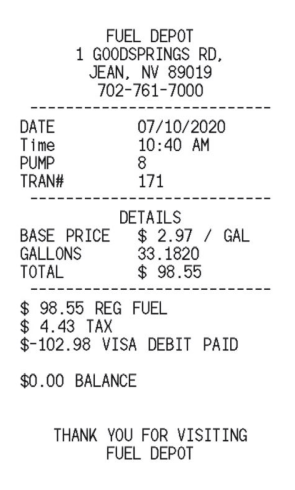 FUEL DEPOT
1 GOODSPRINGS RD,
JEAN, NV 89019
702-761-7000
---------------------------
DATE 07/10/2020
Time 10:40 AM
PUMP 8
TRAN# 171
---------------------------
DETAILS
BASE PRICE $ 2.97 / GAL
GALLONS 33.1820
TOTAL $ 98.55
---------------------------
$ 98.55 REG FUEL
$ 4.43 TAX
$-102.98 VISA DEBIT PAID
$0.00 BALANCE
THANK YOU FOR VISITING
FUEL DEPOT